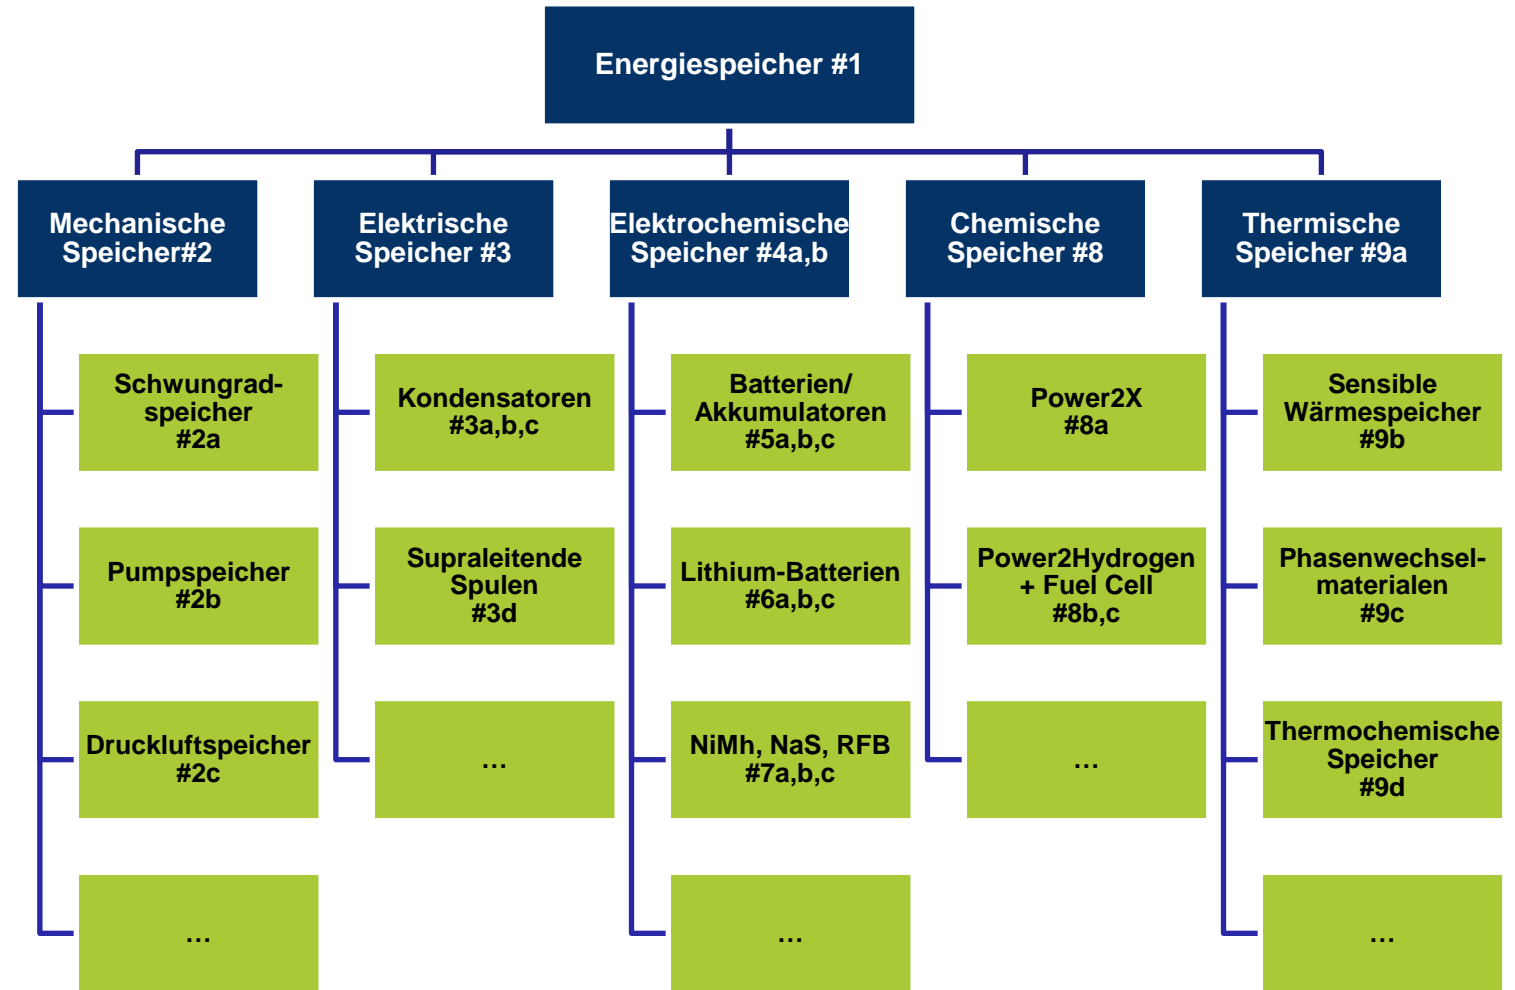 Energiespeicher #1
Mechanische
Speicher#2
Elektrische
Speicher #3
Elektrochemische
Speicher #4a,b
Chemische
Speicher #8
Thermische
Speicher #9a
Schwungrad-
speicher
#2a
Kondensatoren
#3a,b,c
Batterien/
Akkumulatoren
#5a,b,c
Power2X
#8a
Sensible
Wärmespeicher
#9b
Pumpspeicher
#2b
Supraleitende
Spulen
#3d
Lithium-Batterien
#6a,b,c
Power2Hydrogen
+ Fuel Cell
#8b,c
Phasenwechsel-
materialen
#9c
Druckluftspeicher
#2c
…
NiMh, NaS, RFB
#7a,b,c
…
Thermochemische
Speicher
#9d
…
…
…